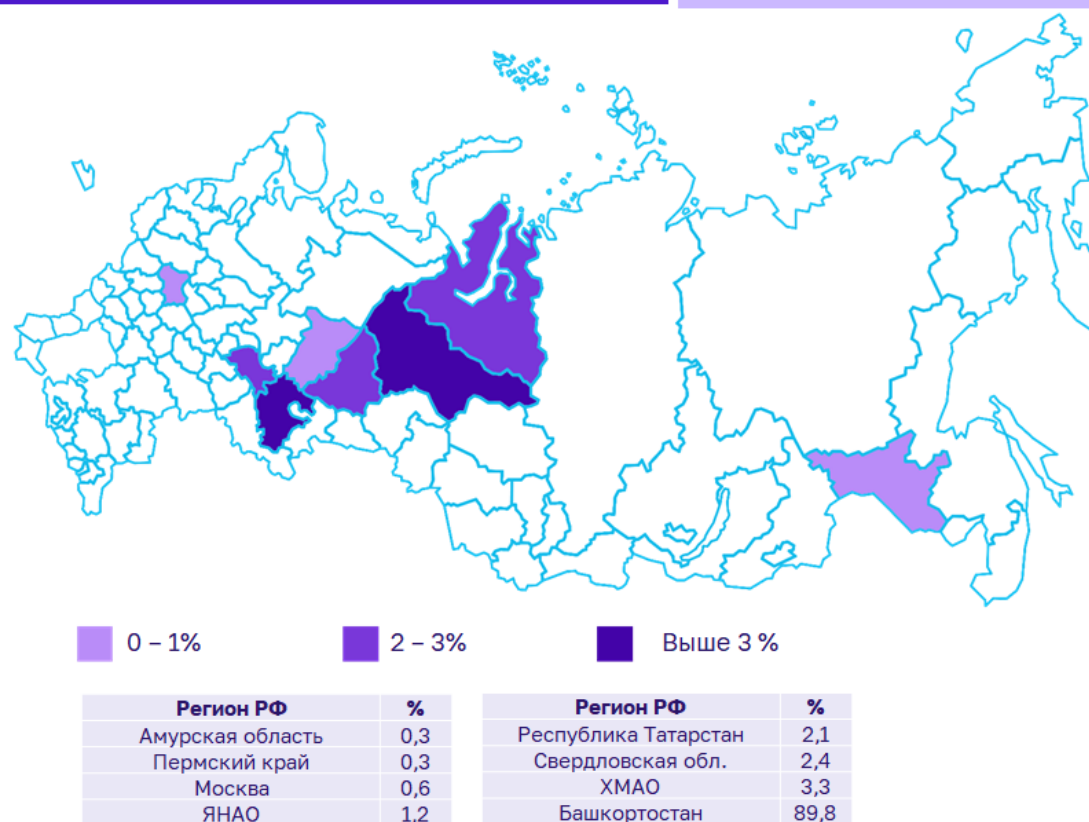 0 – 1%
2 – 3%
Выше 3 %
Регион РФ %
Амурская область 0,3
Пермский край 0,3
Москва 0,6
ЯНАО 1,2
Регион РФ %
Республика Татарстан 2,1
Свердловская обл. 2,4
ХМАО 3,3
Башкортостан 89,8